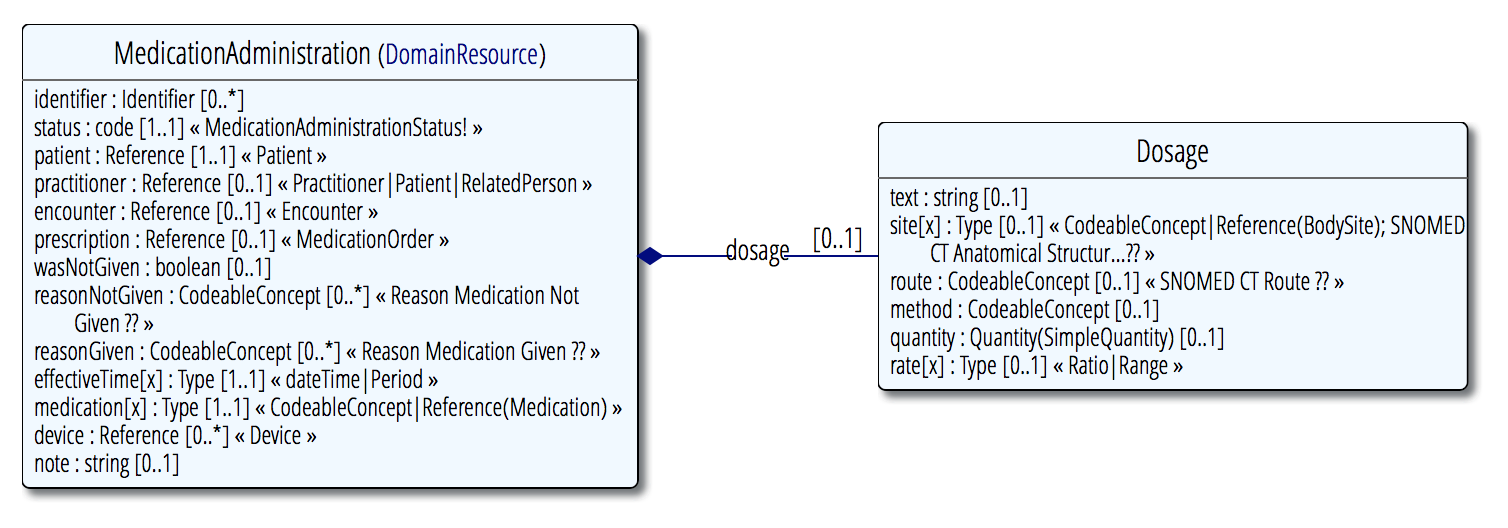 MedicationAdministration (DomainResource)
identifier : Identifier [0..*]
status : code [1..1] « MedicationAdministrationStatus! »
patient : Reference [1..1] « Patient »
practitioner : Reference [0..1] « Practitioner|Patient|RelatedPerson »
encounter : Reference [0..1] « Encounter »
prescription : Reference [0..1] « MedicationOrder »
wasNotGiven : boolean [0..1]
reasonNotGiven : CodeableConcept [0..*] « Reason Medication Not
Given ?? »
reasonGiven : CodeableConcept [0..*] « Reason Medication Given ?? »
effectiveTime[x] : Type [1..1] « dateTime|Period »
medication[x] : Type [1..1] « CodeableConcept|Reference(Medication) »
device : Reference [0..*] « Device »
note : string [0..1]
dosage [0..1]
Dosage
text : string [0..1]
site[x] : Type [0..1] « CodeableConcept|Reference(BodySite); SNOMED
CT Anatomical Structur...?? »
route : CodeableConcept [0..1] « SNOMED CT Route ?? »
method : CodeableConcept [0..1]
quantity : Quantity(SimpleQuantity) [0..1]
rate[x] : Type [0..1] « Ratio|Range »